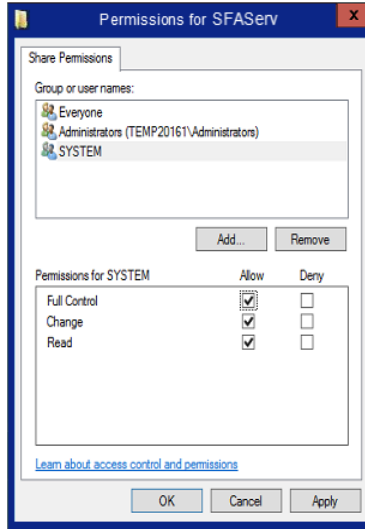 Permissions for SFAServ
x
Share Permissions
Group or user names:
Everyone
Administrators (TEMP20161\Administrators)
SYSTEM
Add... Remove
Permissions for SYSTEM Allow Deny
Full Control
Change
Read
Learn about access control and permissions
OK Cancel Apply